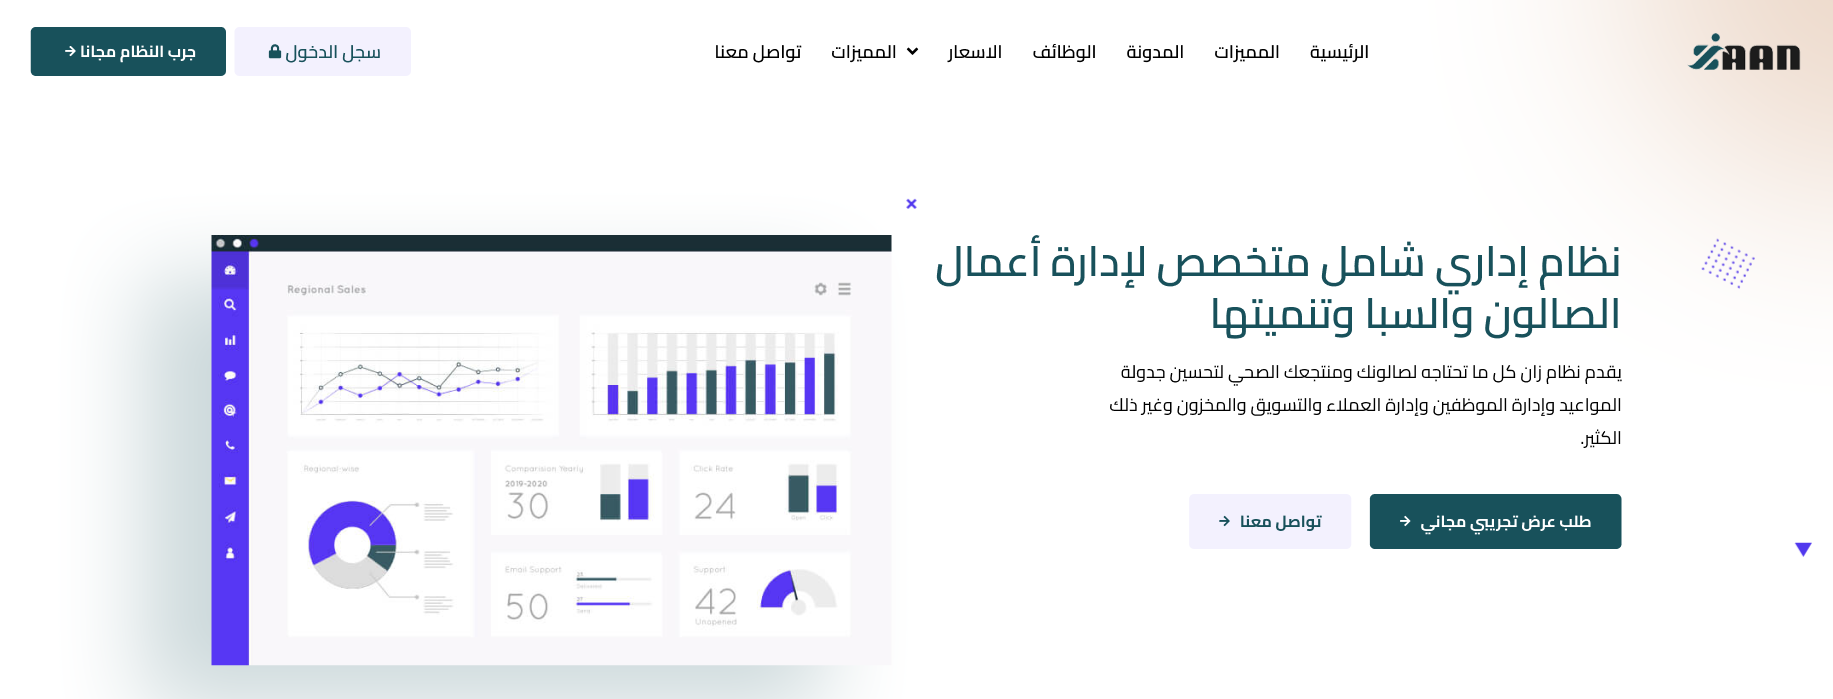 ZAAN
الرئيسية
المميزات
المدونة
الوظائف
الاسعار
المميزات
تواصل معنا
سجل الدخول
جرب النظام مجانا
نظام إداري شامل متخصص لإدارة أعمال
الصالون والسبا وتنميتها
يقدم نظام زان كل ما تحتاجه لصالونك ومنتجعك الصحي لتحسين جدولة
المواعيد وإدارة الموظفين وإدارة العملاء والتسويق والمخزون وغير ذلك
الكثير.
طلب عرض تجريبي مجاني
تواصل معنا
Regional Sales
Regional-wise
Comparision Yearly
2019-2020
30
Click Rate
24
Open
Click
Email Support
50
Support
42
Unopened